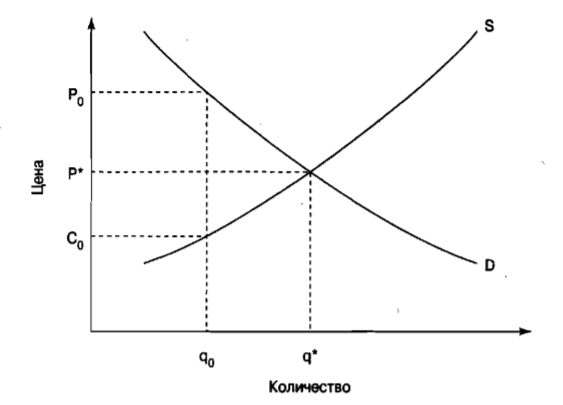 S
P₀
P*
Цена
C₀
D
q₀
q*
Количество